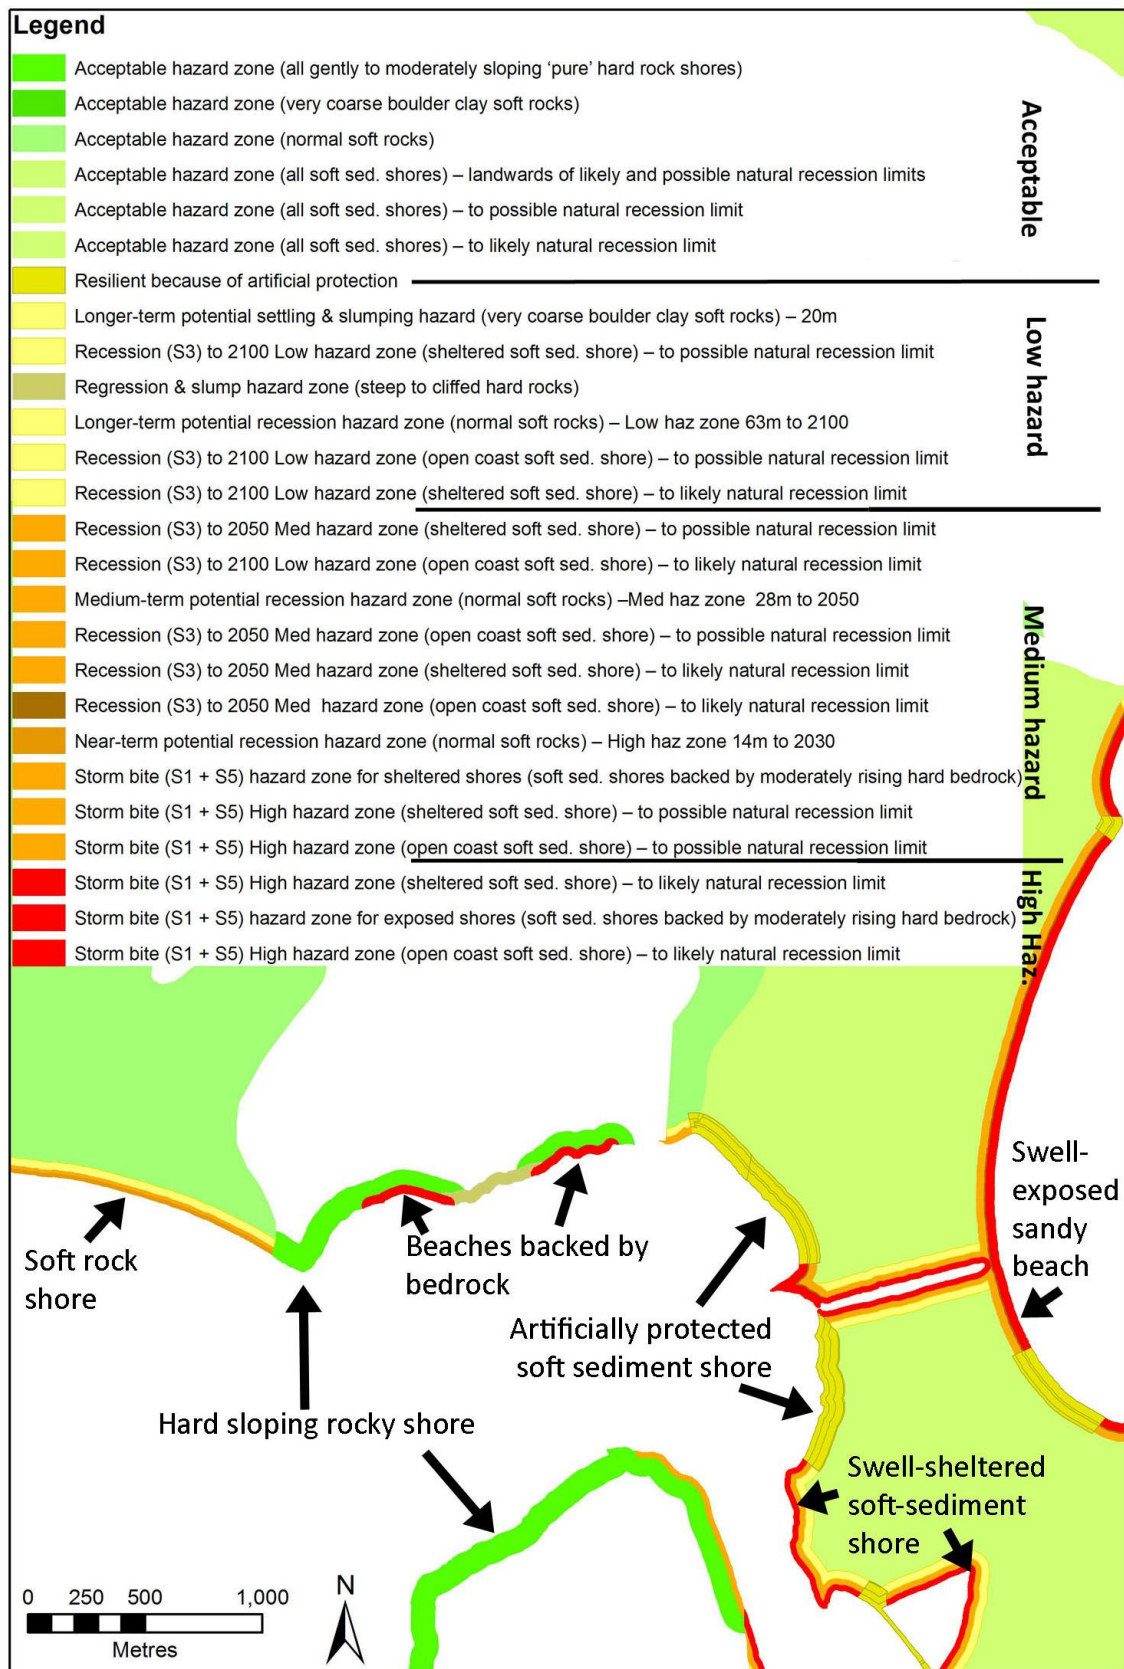 Legend
Acceptable hazard zone (all gently to moderately sloping ‘pure’ hard rock shores)
Acceptable hazard zone (very coarse boulder clay soft rocks)
Acceptable hazard zone (normal soft rocks)
Acceptable hazard zone (all soft sed. shores) – landwards of likely and possible natural recession limits
Acceptable hazard zone (all soft sed. shores) – to possible natural recession limit
Acceptable hazard zone (all soft sed. shores) – to likely natural recession limit
Acceptable
Resilient because of artificial protection
Longer-term potential settling & slumping hazard (very coarse boulder clay soft rocks) – 20m
Recession (S3) to 2100 Low hazard zone (sheltered soft sed. shore) – to possible natural recession limit
Regression & slump hazard zone (steep to cliffed hard rocks)
Longer-term potential recession hazard zone (normal soft rocks) – Low haz zone 63m to 2100
Recession (S3) to 2100 Low hazard zone (open coast soft sed. shore) – to possible natural recession limit
Recession (S3) to 2100 Low hazard zone (sheltered soft sed. shore) – to likely natural recession limit
Low hazard
Recession (S3) to 2050 Med hazard zone (sheltered soft sed. shore) – to possible natural recession limit
Recession (S3) to 2100 Low hazard zone (open coast soft sed. shore) – to likely natural recession limit
Medium-term potential recession hazard zone (normal soft rocks) –Med haz zone  28m to 2050
Recession (S3) to 2050 Med hazard zone (open coast soft sed. shore) – to possible natural recession limit
Recession (S3) to 2050 Med hazard zone (sheltered soft sed. shore) – to likely natural recession limit
Recession (S3) to 2050 Med  hazard zone (open coast soft sed. shore) – to likely natural recession limit
Near-term potential recession hazard zone (normal soft rocks) – High haz zone 14m to 2030
Storm bite (S1 + S5) hazard zone for sheltered shores (soft sed. shores backed by moderately rising hard bedrock)
Storm bite (S1 + S5) High hazard zone (sheltered soft sed. shore) – to possible natural recession limit
Storm bite (S1 + S5) High hazard zone (open coast soft sed. shore) – to possible natural recession limit
Medium hazard
Storm bite (S1 + S5) High hazard zone (sheltered soft sed. shore) – to likely natural recession limit
Storm bite (S1 + S5) hazard zone for exposed shores (soft sed. shores backed by moderately rising hard bedrock)
Storm bite (S1 + S5) High hazard zone (open coast soft sed. shore) – to likely natural recession limit
High Haz.
Swell-
exposed
sandy
beach
Soft rock
shore
Beaches backed by
bedrock
Artificially protected
soft sediment shore
Hard sloping rocky shore
Swell-sheltered
soft-sediment
shore
0 250 500 1,000
Metres
N